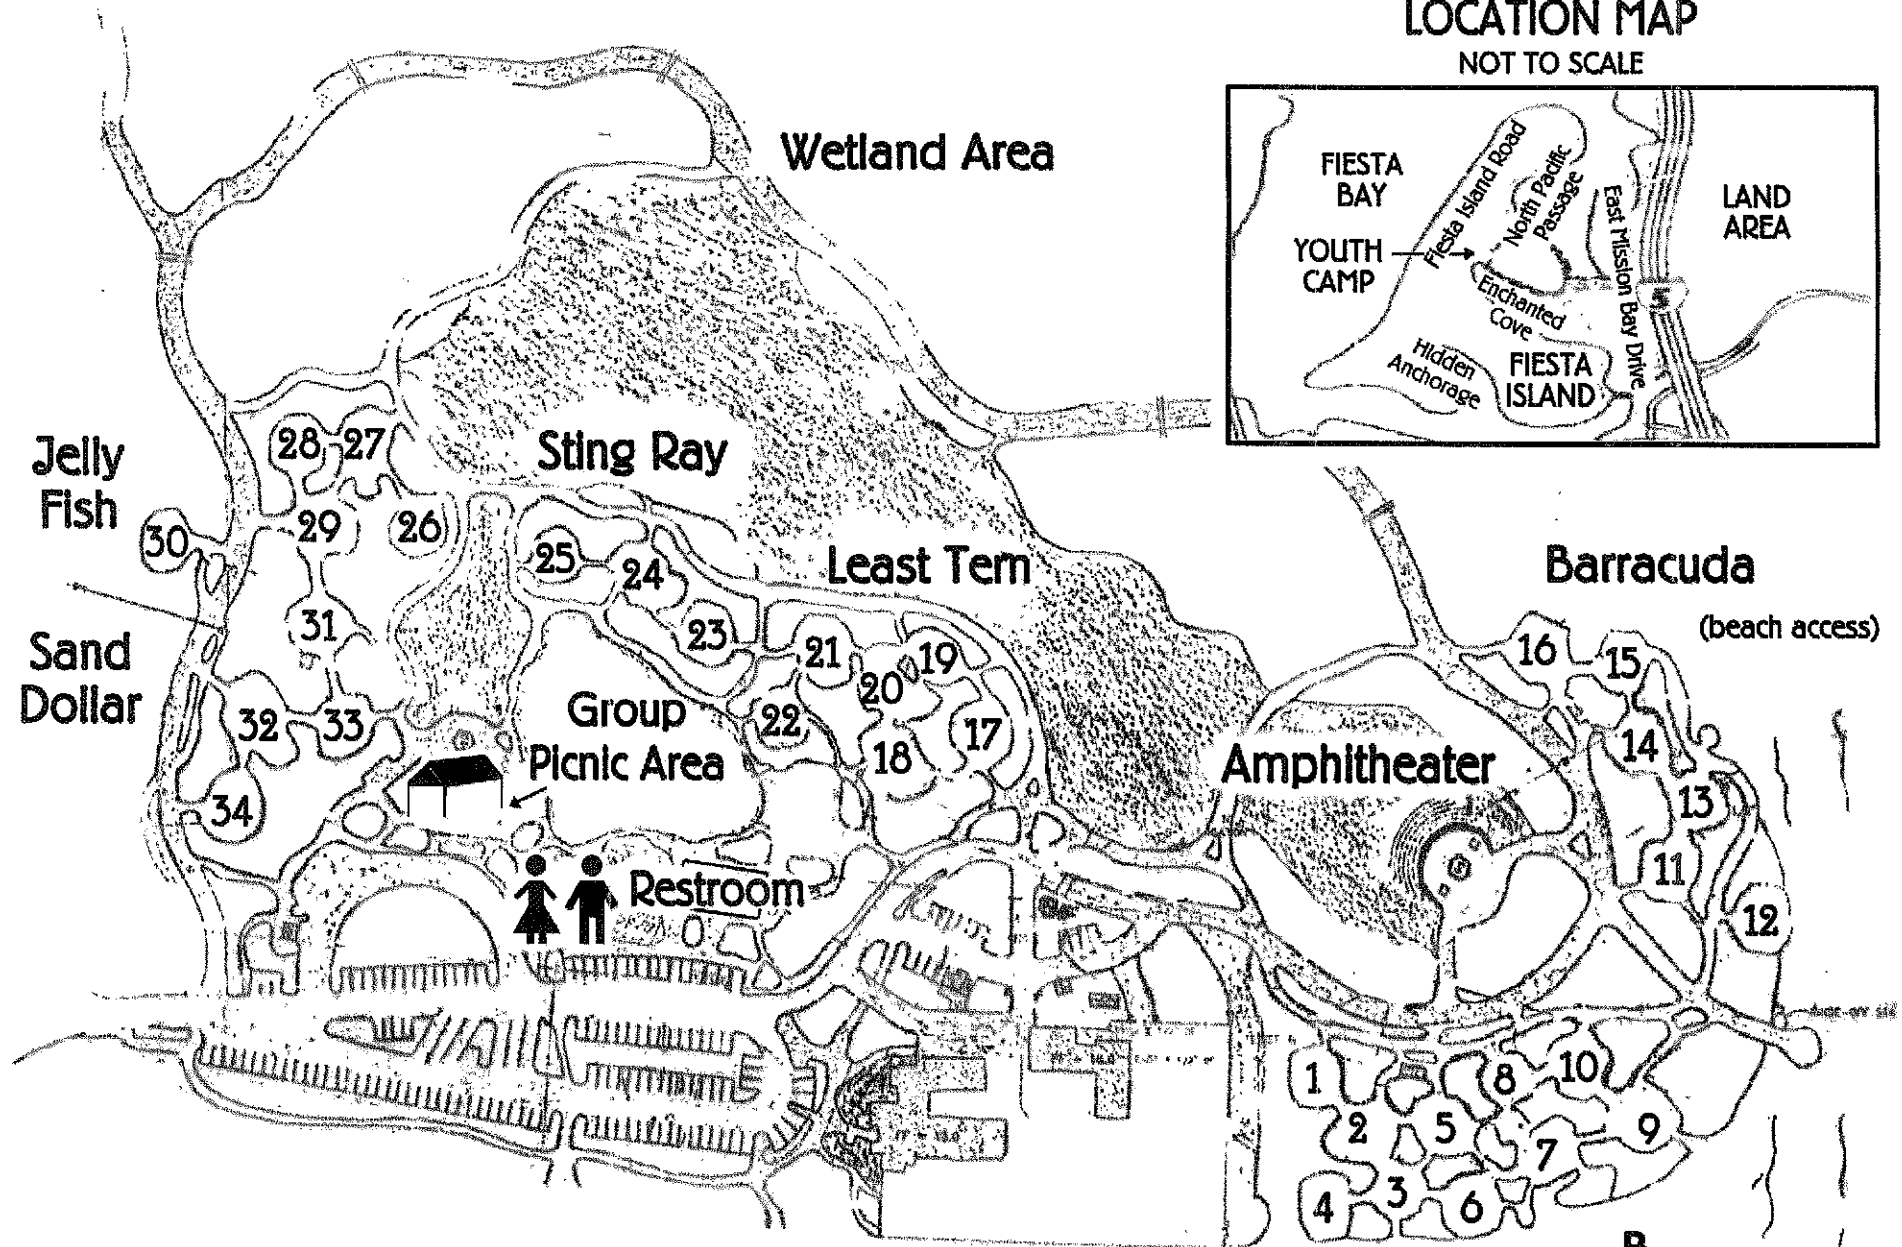 LOCATION MAP
NOT TO SCALE
FIESTA
BAY
Fiesta Island Road
North Pacific
Passage
East Mission Bay Drive
LAND
AREA
YOUTH
CAMP
Enchanted
Cove
5
Hidden
Anchorage
FIESTA
ISLAND
Wetland Area
Jelly
Fish
28
27
Sting Ray
30
29
26
25
24
Least Tern
Barracuda
(beach access)
31
23
21
19
20
16
15
Sand
Dollar
32
33
Group
Picnic Area
22
18
17
Amphitheater
14
13
34
11
12
Restroom
1
8
10
2
5
7
9
4
3
6
B